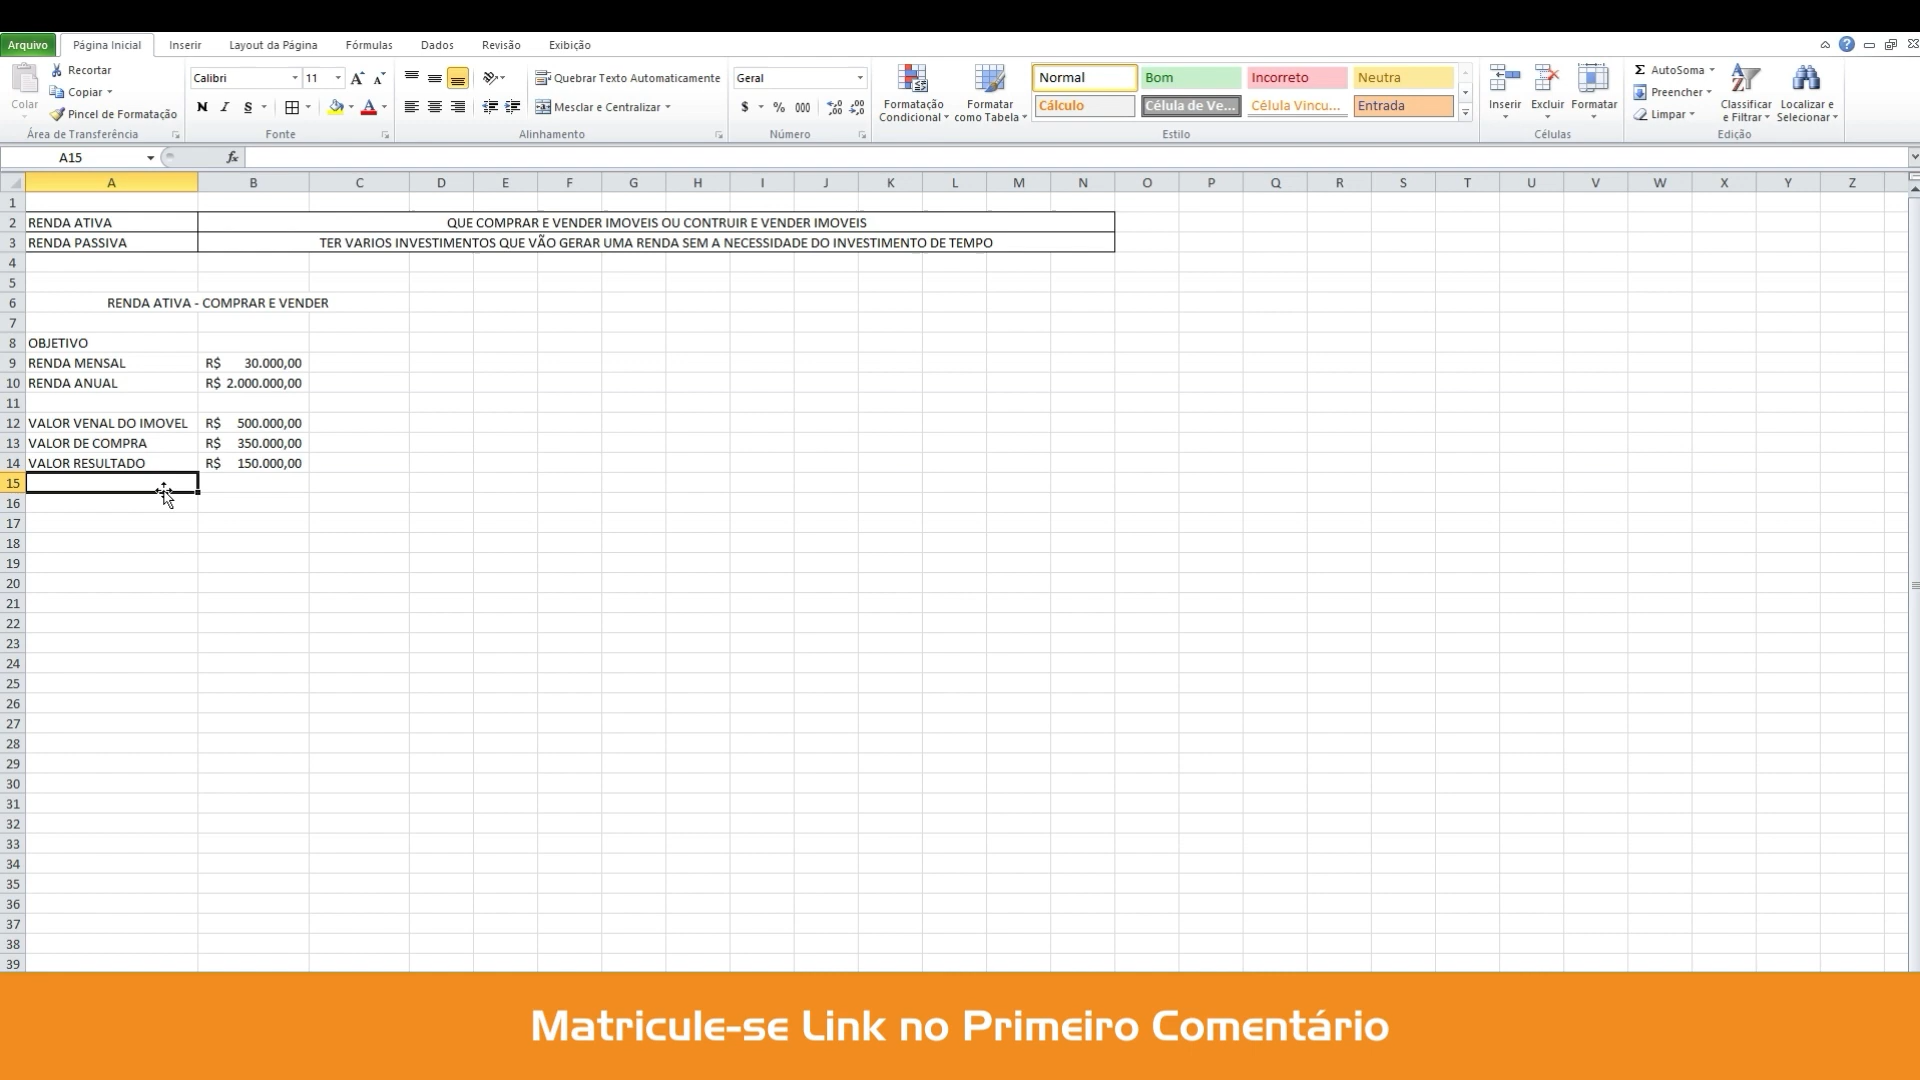 Arquivo Página Inicial Inserir Layout da Página Fórmulas Dados Revisão Exibição
Colar
Recortar
Copiar
Pincel de Formatação
Área de Transferência
Calibri 11
N I S
Fonte
Quebrar Texto Automaticamente
Mesclar e Centralizar
Alinhamento
Geral
$ % 000
Número
Formatação Condicional
Formatar como Tabela
Normal Bom Incorreto Neutra
Cálculo Célula de Ve... Célula Vincu... Entrada
Estilo
Inserir Excluir Formatar
Células
Σ AutoSoma
Preencher
Limpar
Classificar e Filtrar
Localizar e Selecionar
Edição
A15 fx
A B C D E F G H I J K L M N O P Q R S T U V W X Y Z
1
2 RENDA ATIVA QUE COMPRAR E VENDER IMOVEIS OU CONTRUIR E VENDER IMOVEIS
3 RENDA PASSIVA TER VARIOS INVESTIMENTOS QUE VÃO GERAR UMA RENDA SEM A NECESSIDADE DO INVESTIMENTO DE TEMPO
4
5
6 RENDA ATIVA - COMPRAR E VENDER
7
8 OBJETIVO
9 RENDA MENSAL R$ 30.000,00
10 RENDA ANUAL R$ 2.000.000,00
11
12 VALOR VENAL DO IMOVEL R$ 500.000,00
13 VALOR DE COMPRA R$ 350.000,00
14 VALOR RESULTADO R$ 150.000,00
15
16
17
18
19
20
21
22
23
24
25
26
27
28
29
30
31
32
33
34
35
36
37
38
39
Matricule-se Link no Primeiro Comentário